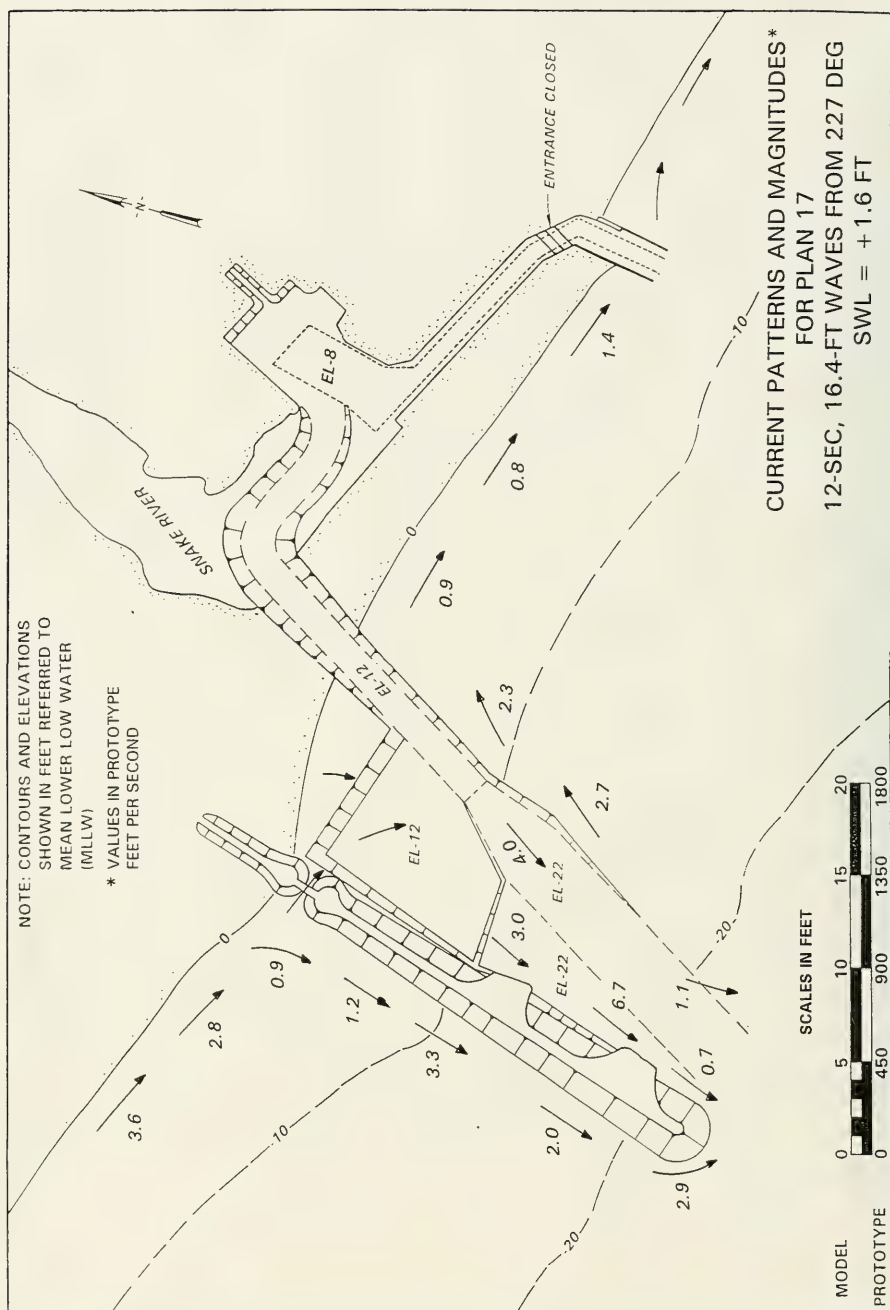 NOTE: CONTOURS AND ELEVATIONS
SHOWN IN FEET REFERRED TO
MEAN LOWER LOW WATER
(MLLW)
* VALUES IN PROTOTYPE
FEET PER SECOND
-N-
SNAKE RIVER
EL-8
ENTRANCE CLOSED
EL-12
EL-12
EL-22
EL-22
0
0
-10
-10
-20
-20
3.6
2.8
0.9
1.2
3.3
2.0
2.9
0.7
6.7
1.1
3.0
4.0
2.7
2.3
0.9
0.8
1.4
CURRENT PATTERNS AND MAGNITUDES*
FOR PLAN 17
12-SEC, 16.4-FT WAVES FROM 227 DEG
SWL = +1.6 FT
SCALES IN FEET
MODEL 0 5 10 15 20
PROTOTYPE 0 450 900 1350 1800